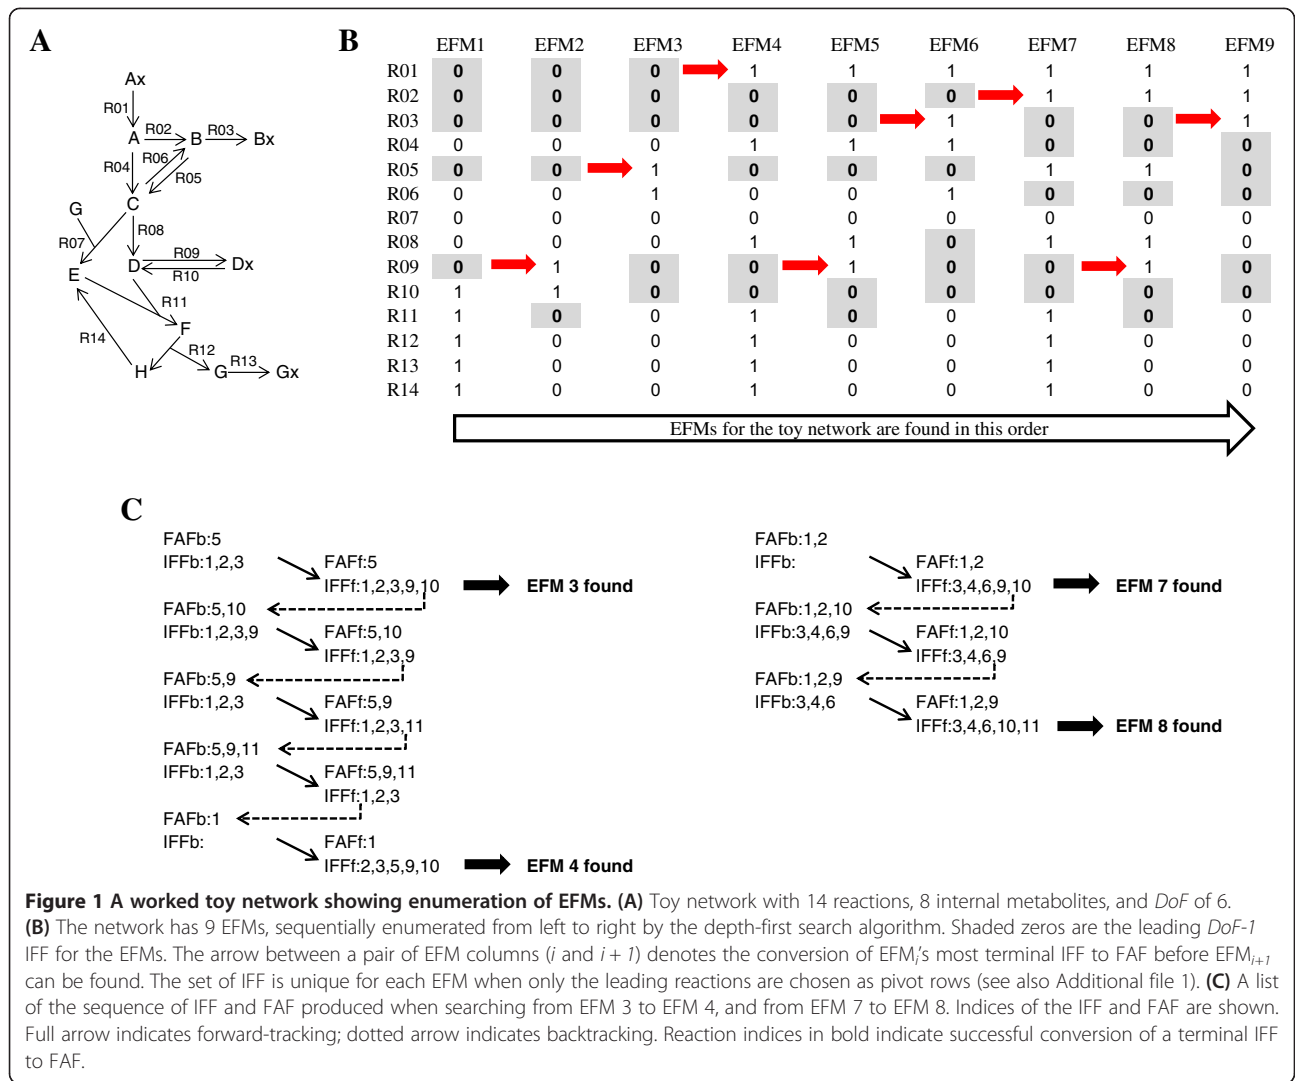 A
Ax
R01
A
R02
B
R03
Bx
R04
R06
R05
G
C
R07
R08
E
D
R09
R10
Dx
R11
F
R14
R12
R13
H
G
Gx
B
EFM1 EFM2 EFM3 EFM4 EFM5 EFM6 EFM7 EFM8 EFM9
R01 0 0 0 1 1 1 1 1 1
R02 0 0 0 0 0 0 1 1 1
R03 0 0 0 0 0 1 0 0 1
R04 0 0 0 1 1 1 0 0 0
R05 0 0 1 0 0 0 1 1 0
R06 0 0 1 0 0 1 0 0 0
R07 0 0 0 0 0 0 0 0 0
R08 0 0 0 1 1 0 1 1 0
R09 0 1 0 0 1 0 0 1 0
R10 1 1 0 0 0 0 0 0 0
R11 1 0 0 1 0 0 1 0 0
R12 1 0 0 1 0 0 1 0 0
R13 1 0 0 1 0 0 1 0 0
R14 1 0 0 1 0 0 1 0 0
EFMs for the toy network are found in this order
C
FAFb:5
IFFb:1,2,3
FAFf:5
IFFf:1,2,3,9,10
EFM 3 found
FAFb:5,10
IFFb:1,2,3,9
FAFf:5,10
IFFf:1,2,3,9
FAFb:5,9
IFFb:1,2,3
FAFf:5,9
IFFf:1,2,3,11
FAFb:5,9,11
IFFb:1,2,3
FAFf:5,9,11
IFFf:1,2,3
FAFb:1
IFFb:
FAFf:1
IFFf:2,3,5,9,10
EFM 4 found
FAFb:1,2
IFFb:
FAFf:1,2
IFFf:3,4,6,9,10
EFM 7 found
FAFb:1,2,10
IFFb:3,4,6,9
FAFf:1,2,10
IFFf:3,4,6,9
FAFb:1,2,9
IFFb:3,4,6
FAFf:1,2,9
IFFf:3,4,6,10,11
EFM 8 found
Figure 1 A worked toy network showing enumeration of EFMs. (A) Toy network with 14 reactions, 8 internal metabolites, and DoF of 6.
(B) The network has 9 EFMs, sequentially enumerated from left to right by the depth-first search algorithm. Shaded zeros are the leading DoF-1
IFF for the EFMs. The arrow between a pair of EFM columns (i and i + 1) denotes the conversion of EFMi's most terminal IFF to FAF before EFMi+1
can be found. The set of IFF is unique for each EFM when only the leading reactions are chosen as pivot rows (see also Additional file 1). (C) A list
of the sequence of IFF and FAF produced when searching from EFM 3 to EFM 4, and from EFM 7 to EFM 8. Indices of the IFF and FAF are shown.
Full arrow indicates forward-tracking; dotted arrow indicates backtracking. Reaction indices in bold indicate successful conversion of a terminal IFF
to FAF.